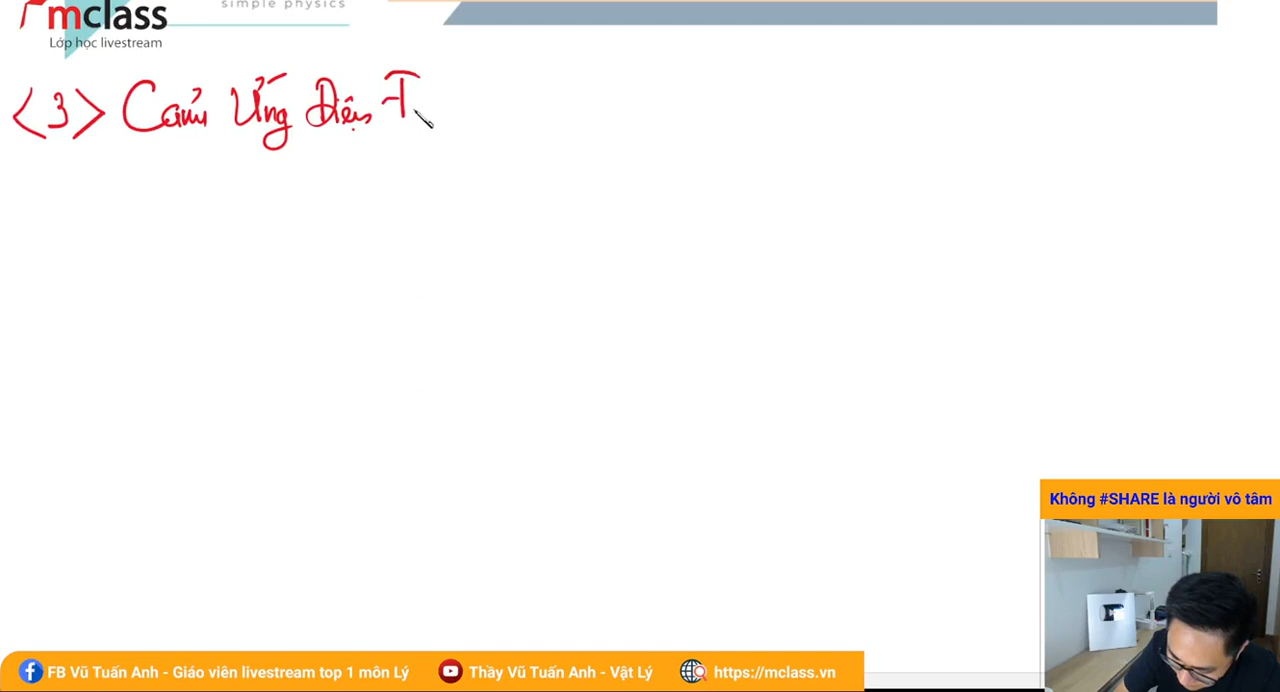 simple physics
mclass
Lớp học livestream
<3> Cảm Ứng Điện T
Không #SHARE là người vô tâm
FB Vũ Tuấn Anh - Giáo viên livestream top 1 môn Lý
Thầy Vũ Tuấn Anh - Vật Lý
https://mclass.vn